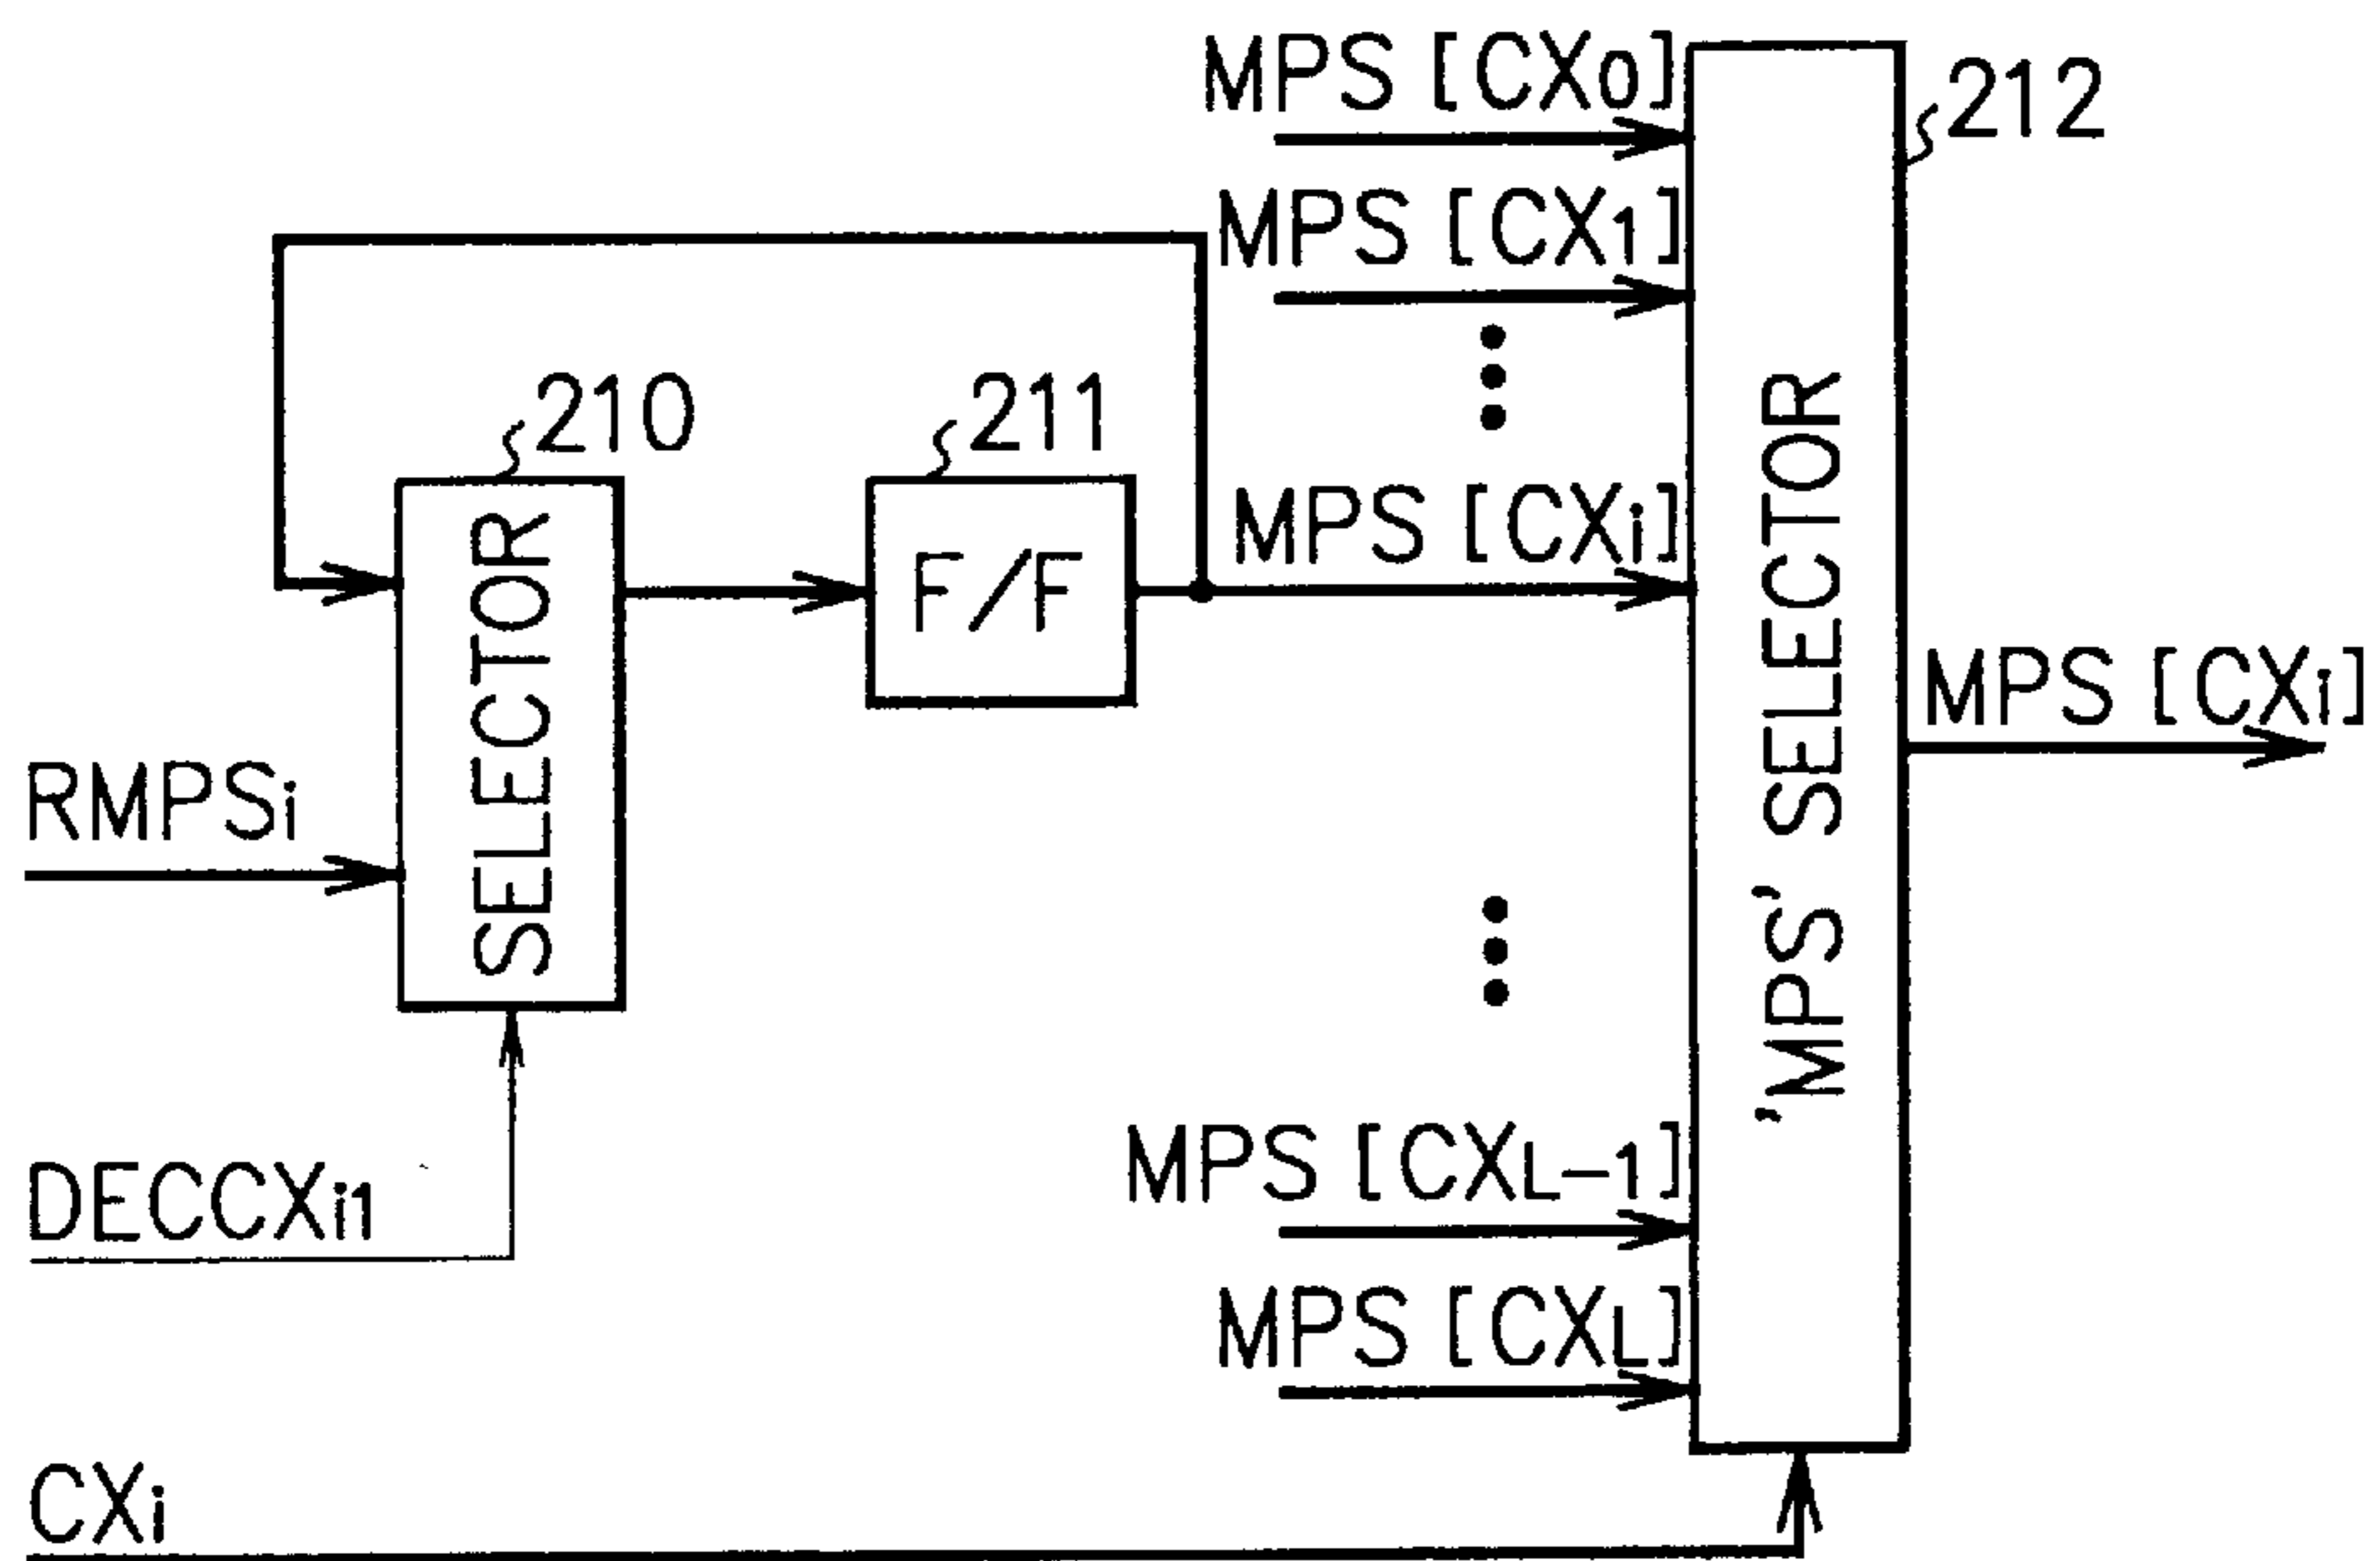 MPS [CX0]
212
MPS [CX1]
210
211
MPS [CXi]
SELECTOR
F/F
'MPS' SELECTOR
MPS [CXi]
RMPSi
MPS [CXL-1]
DECCXi1
MPS [CXL]
CXi